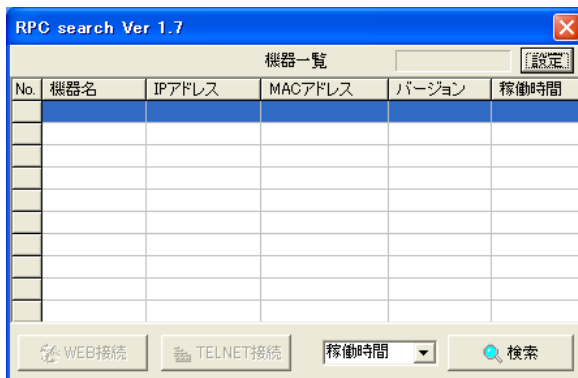 RPC search Ver 1.7
機器一覧 設定
No. 機器名 IPアドレス MACアドレス バージョン 稼働時間
WEB接続 TELNET接続 稼働時間 検索